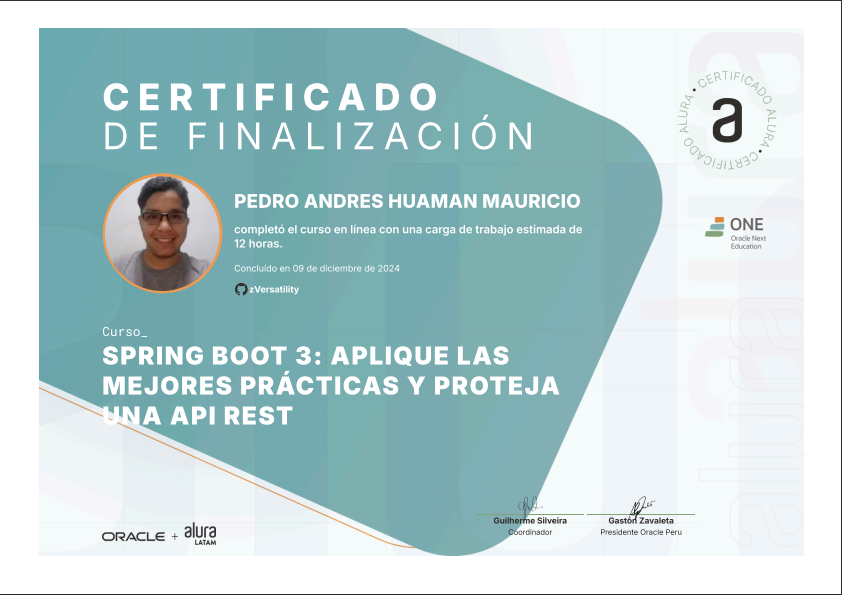 CERTIFICADO
DE FINALIZACIÓN
CERTIFICADO ALURA • CERTIFICADO ALURA •
a
PEDRO ANDRES HUAMAN MAURICIO
completó el curso en línea con una carga de trabajo estimada de
12 horas.
Concluído en 09 de diciembre de 2024
zVersatility
ONE
Oracle Next
Education
Curso_
SPRING BOOT 3: APLIQUE LAS
MEJORES PRÁCTICAS Y PROTEJA
UNA API REST
alura
alura
ORACLE + alura
LATAM
Guilherme Silveira
Coordinador
Gastón Zavaleta
Presidente Oracle Peru